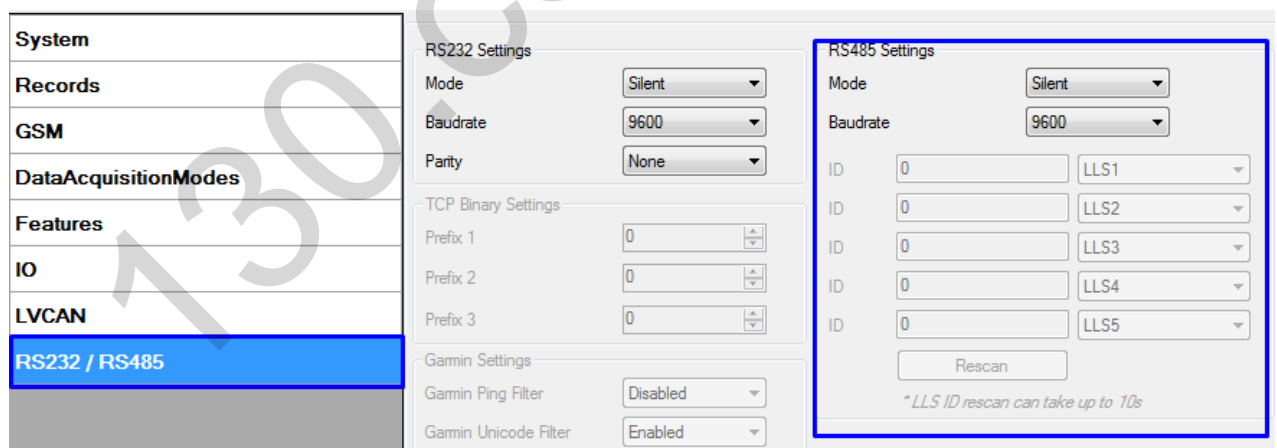 System
Records
GSM
DataAcquisitionModes
Features
IO
LVCAN
RS232 / RS485
RS232 Settings
Mode Silent
Baudrate 9600
Parity None
TCP Binary Settings
Prefix 1 0
Prefix 2 0
Prefix 3 0
Garmin Settings
Garmin Ping Filter Disabled
Garmin Unicode Filter Enabled
RS485 Settings
Mode Silent
Baudrate 9600
ID 0 LLS1
ID 0 LLS2
ID 0 LLS3
ID 0 LLS4
ID 0 LLS5
Rescan
* LLS ID rescan can take up to 10s
130.c